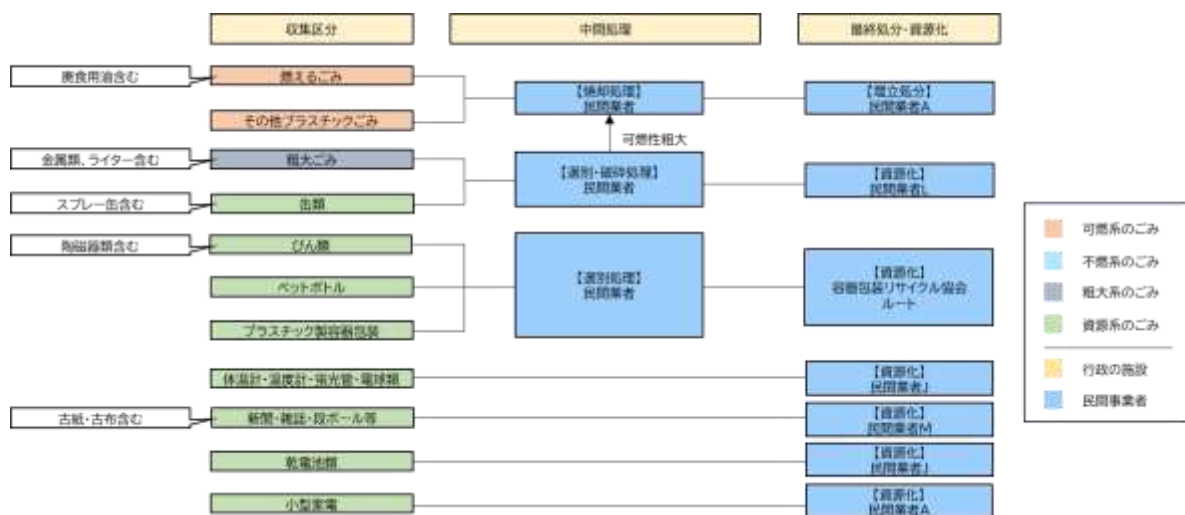 収集区分
中間処理
最終処分・資源化
廃食用油含む
燃えるごみ
その他プラスチックごみ
【焼却処理】
民間業者
【埋立処分】
民間業者A
可燃性粗大
金属類、ライター含む
粗大ごみ
【選別・破砕処理】
民間業者
【資源化】
民間業者L
スプレー缶含む
缶類
陶磁器類含む
びん類
ペットボトル
プラスチック製容器包装
【選別処理】
民間業者
【資源化】
容器包装リサイクル協会
ルート
体温計・温度計・蛍光管・電球類
【資源化】
民間業者J
古紙・古布含む
新聞・雑誌・段ボール等
【資源化】
民間業者M
乾電池類
【資源化】
民間業者J
小型家電
【資源化】
民間業者A
可燃系のごみ
不燃系のごみ
粗大系のごみ
資源系のごみ
行政の施設
民間事業者